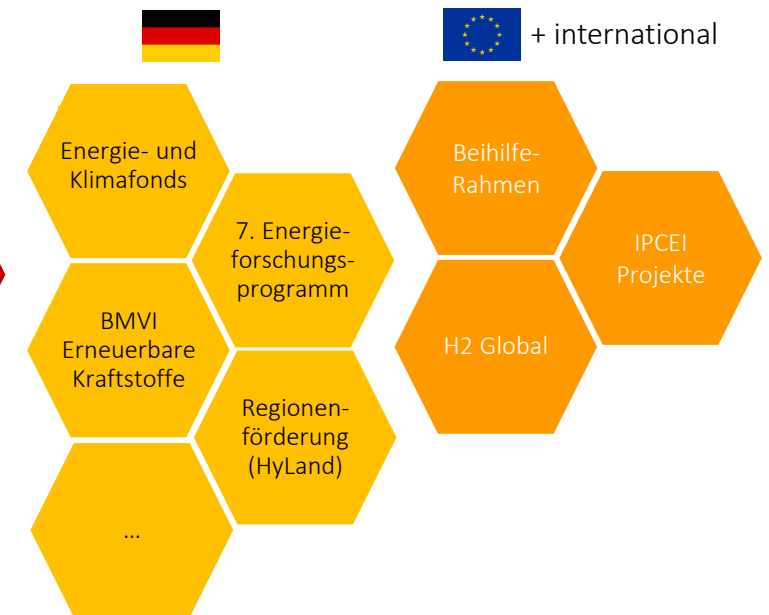 + international
Energie- und
Klimafonds
7. Energie-
forschungs-
programm
BMVI
Erneuerbare
Kraftstoffe
Regionen-
förderung
(HyLand)
...
Beihilfe-
Rahmen
IPCEI
Projekte
H2 Global